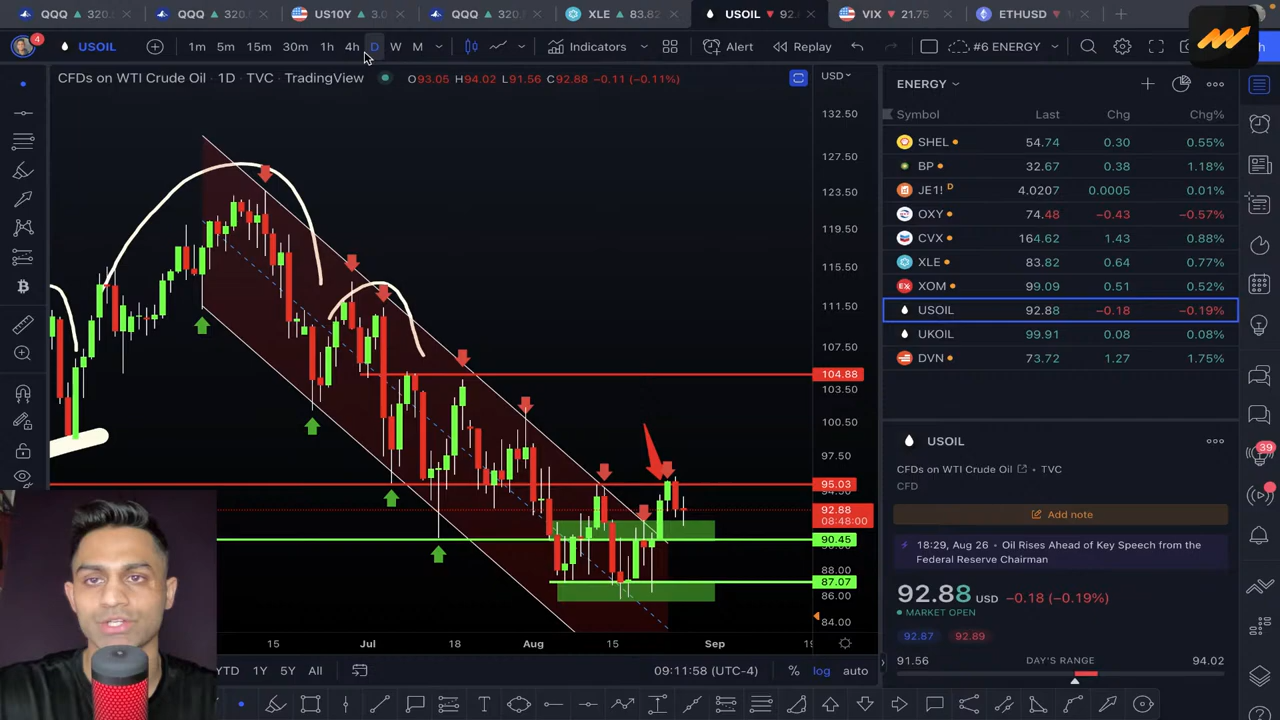 QQQ ▲ 320.
QQQ ▲ 320.
US10Y ▲ 3.0
QQQ ▲ 320.
XLE ▲ 83.82
USOIL ▼ 92.
VIX ▼ 21.75
ETHUSD
4
USOIL
1m 5m 15m 30m 1h 4h D W M
Indicators
Alert
Replay
#6 ENERGY
CFDs on WTI Crude Oil · 1D · TVC · TradingView
O93.05 H94.02 L91.56 C92.88 −0.11 (−0.11%)
USD
132.50
127.50
123.50
119.50
115.50
111.50
107.50
104.88
103.50
100.50
97.50
95.03
92.88
08:48:00
90.45
88.00
87.07
86.00
84.00
15 Jul 18 Aug 15 Sep 19
YTD 1Y 5Y All
09:11:58 (UTC-4)
% log auto
ENERGY
Symbol Last Chg Chg%
SHEL 54.74 0.30 0.55%
BP 32.67 0.38 1.18%
JE1! D 4.0207 0.0005 0.01%
OXY 74.48 −0.43 −0.57%
CVX 164.62 1.43 0.88%
XLE 83.82 0.64 0.77%
XOM 99.09 0.51 0.52%
USOIL 92.88 −0.18 −0.19%
UKOIL 99.91 0.08 0.08%
DVN 73.72 1.27 1.75%
USOIL
CFDs on WTI Crude Oil · TVC
CFD
Add note
18:29, Aug 26 • Oil Rises Ahead of Key Speech from the
Federal Reserve Chairman
92.88 USD −0.18 (−0.19%)
MARKET OPEN
92.87 92.89
91.56 DAY'S RANGE 94.02
39